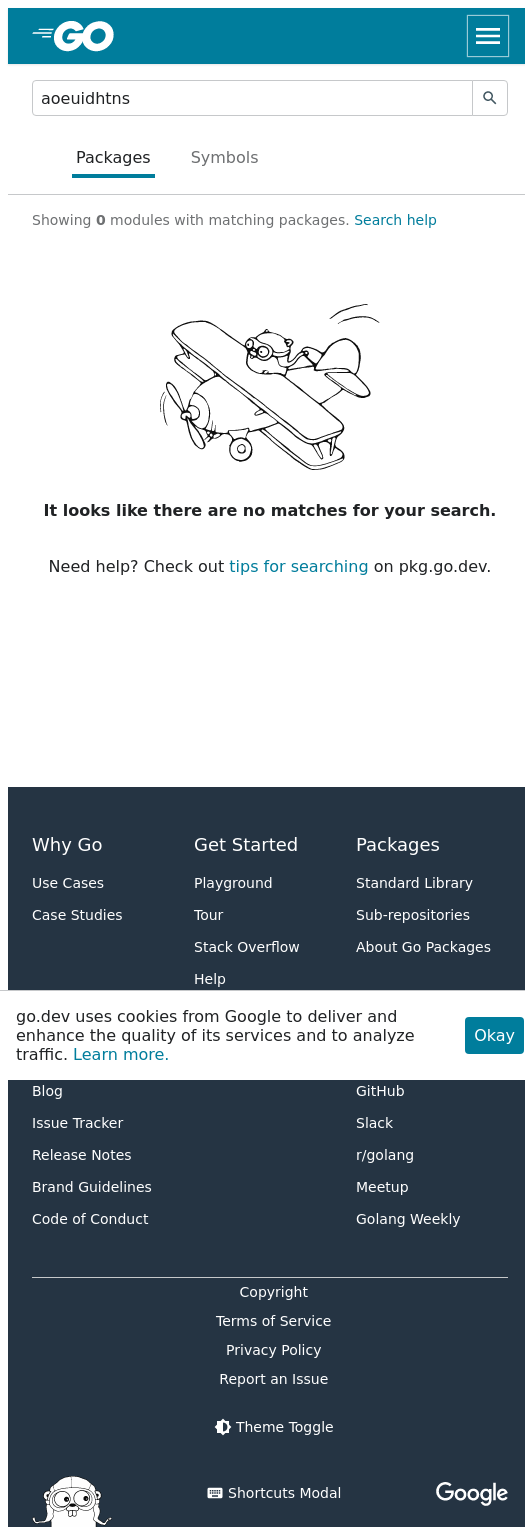 GO
aoeuidhtns
Packages Symbols
Showing 0 modules with matching packages. Search help
It looks like there are no matches for your search.
Need help? Check out tips for searching on pkg.go.dev.
Why Go
Use Cases
Case Studies
Get Started
Playground
Tour
Stack Overflow
Help
Packages
Standard Library
Sub-repositories
About Go Packages
go.dev uses cookies from Google to deliver and
enhance the quality of its services and to analyze
traffic. Learn more.
Okay
Blog
Issue Tracker
Release Notes
Brand Guidelines
Code of Conduct
GitHub
Slack
r/golang
Meetup
Golang Weekly
Copyright
Terms of Service
Privacy Policy
Report an Issue
Theme Toggle
Shortcuts Modal
Google